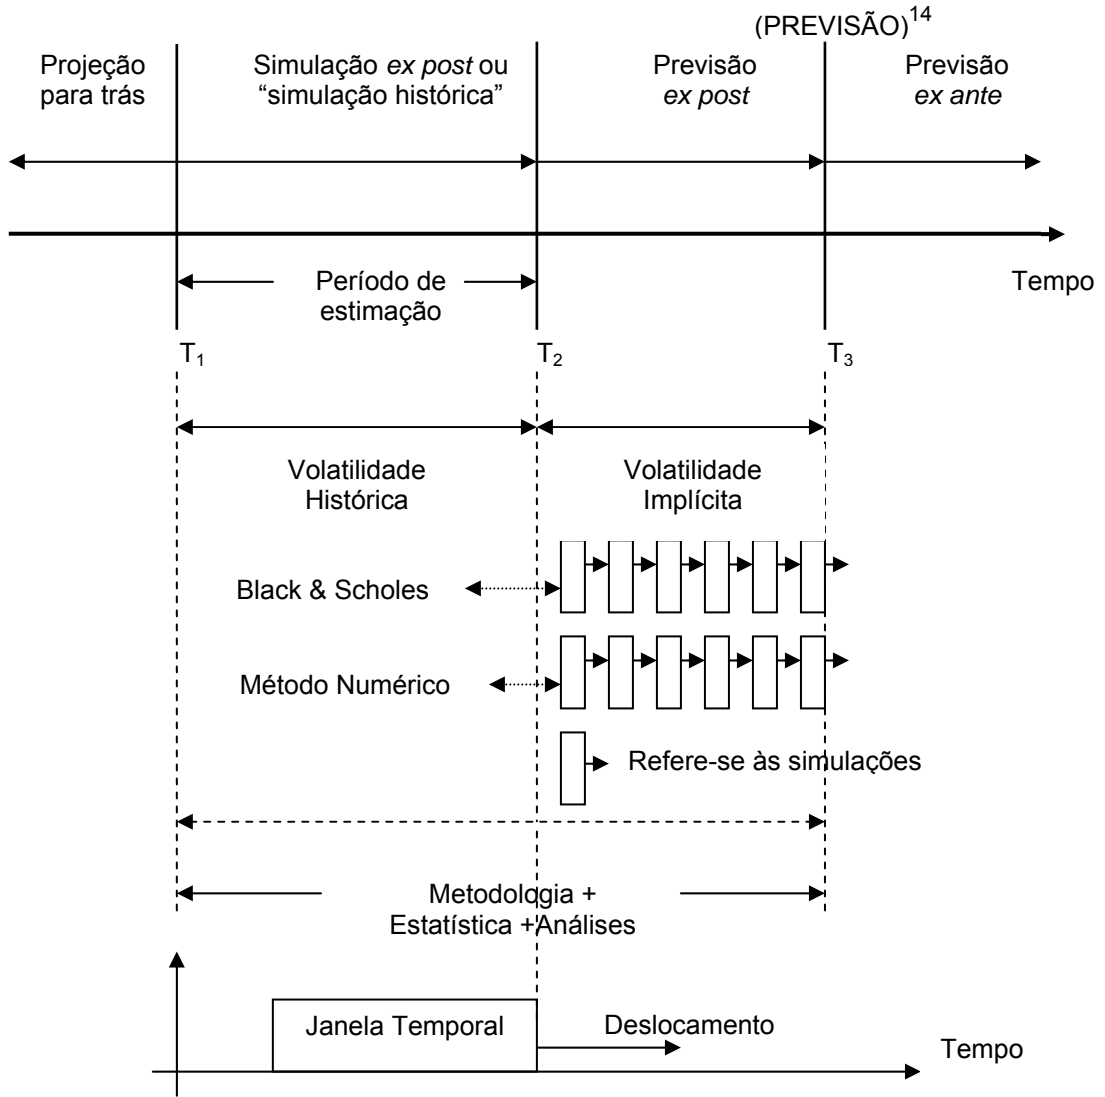 (PREVISÃO)14
Projeção
para trás
Simulação ex post ou
“simulação histórica”
Previsão
ex post
Previsão
ex ante
Tempo
Período de
estimação
T1
T2
T3
Volatilidade
Histórica
Volatilidade
Implícita
Black & Scholes
Método Numérico
Refere-se às simulações
Metodologia +
Estatística +Análises
Janela Temporal
Deslocamento
Tempo